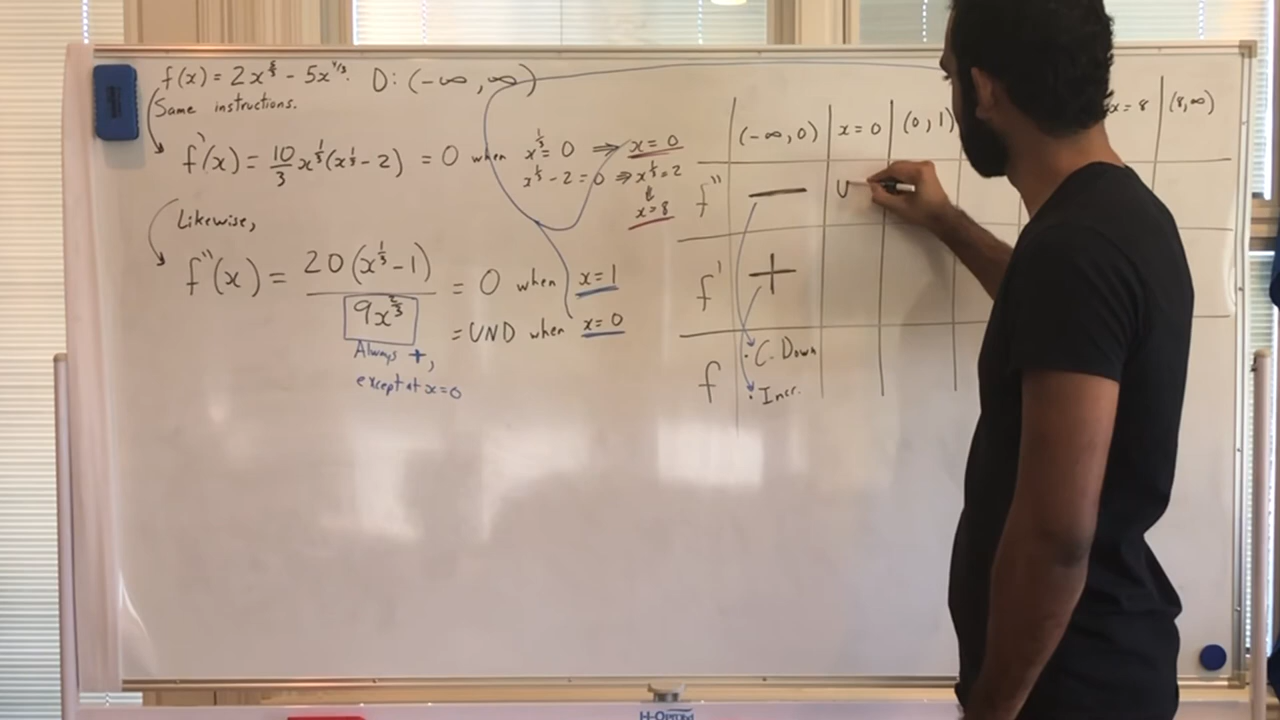 f(x) = 2x^{5/3} - 5x^{4/3}. D: (-∞, ∞)
Same instructions.
f'(x) = 10/3 x^{1/3}(x^{1/3} - 2) = 0 when x^{1/3} = 0 ⇒ x = 0
x^{1/3} - 2 = 0 ⇒ x^{1/3} = 2
x = 8
Likewise,
f''(x) = 20(x^{1/3} - 1) / 9x^{2/3} = 0 when x = 1
= UND when x = 0
Always +,
except at x = 0
(-∞, 0) x = 0 (0, 1) x = 8 (8, ∞)
f'' — U
f' +
f · C. Down
· Incr.